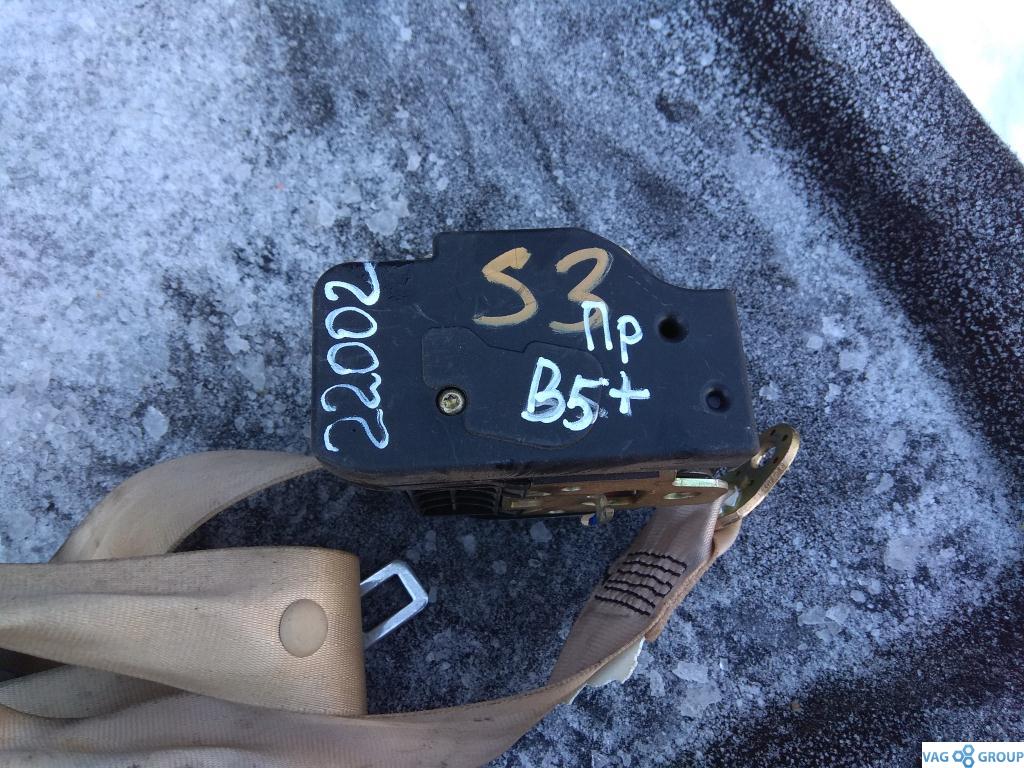 S3
Пр
B5+
22002
VAG GROUP